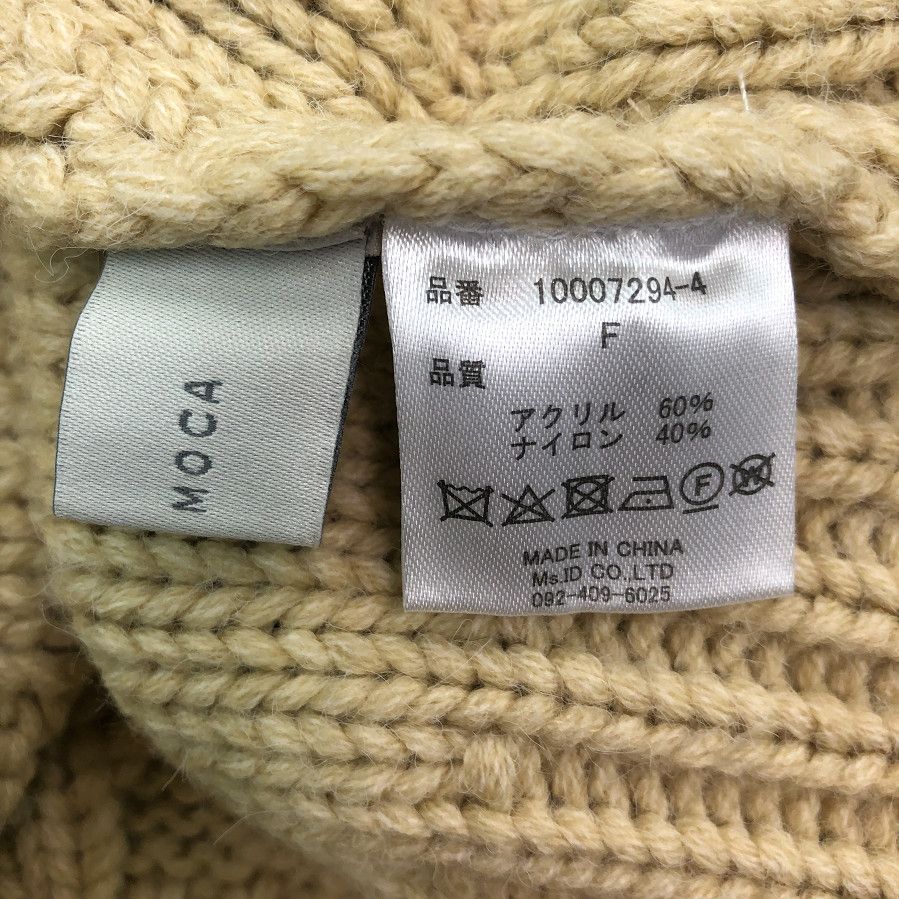 MOCA
品番 10007294-4
F
品質
アクリル 60%
ナイロン 40%
F
W
MADE IN CHINA
Ms.ID CO.,LTD
092-409-6025